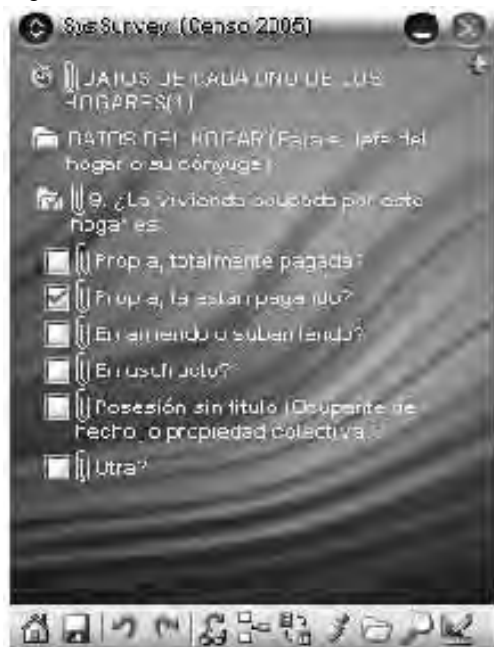 SysSurvey (Censo 2005)
DATOS DE CADA UNO DE LOS
HOGARES(1)
DATOS DEL HOGAR (Para el Jefe del
hogar o su cónyuge)
9. ¿La vivienda ocupada por este
hogar es:
Propia, totalmente pagada?
Propia, la están pagando?
En arriendo o subarriendo?
En usufructo?
Posesión sin título (Ocupante de
hecho) o propiedad colectiva?
Otra?